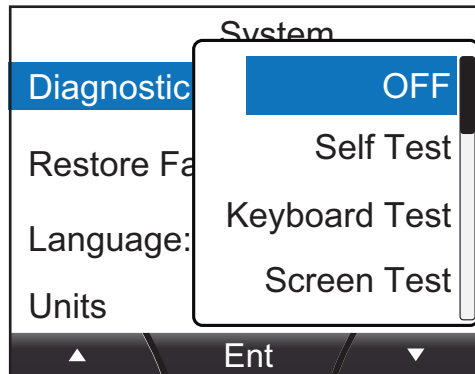 System
Diagnostic
OFF
Self Test
Restore Fa
Keyboard Test
Language:
Screen Test
Units
▲ Ent ▼